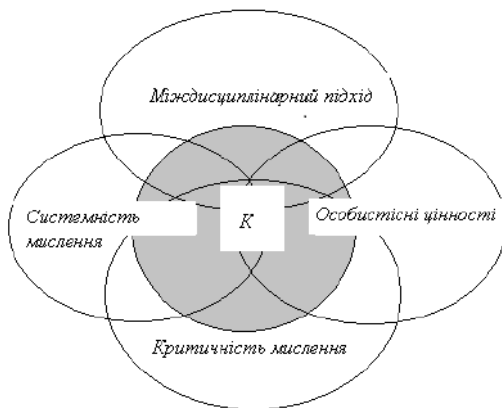 Міждисциплінарний підхід
Системність
мислення
К
Особистісні цінності
Критичність мислення